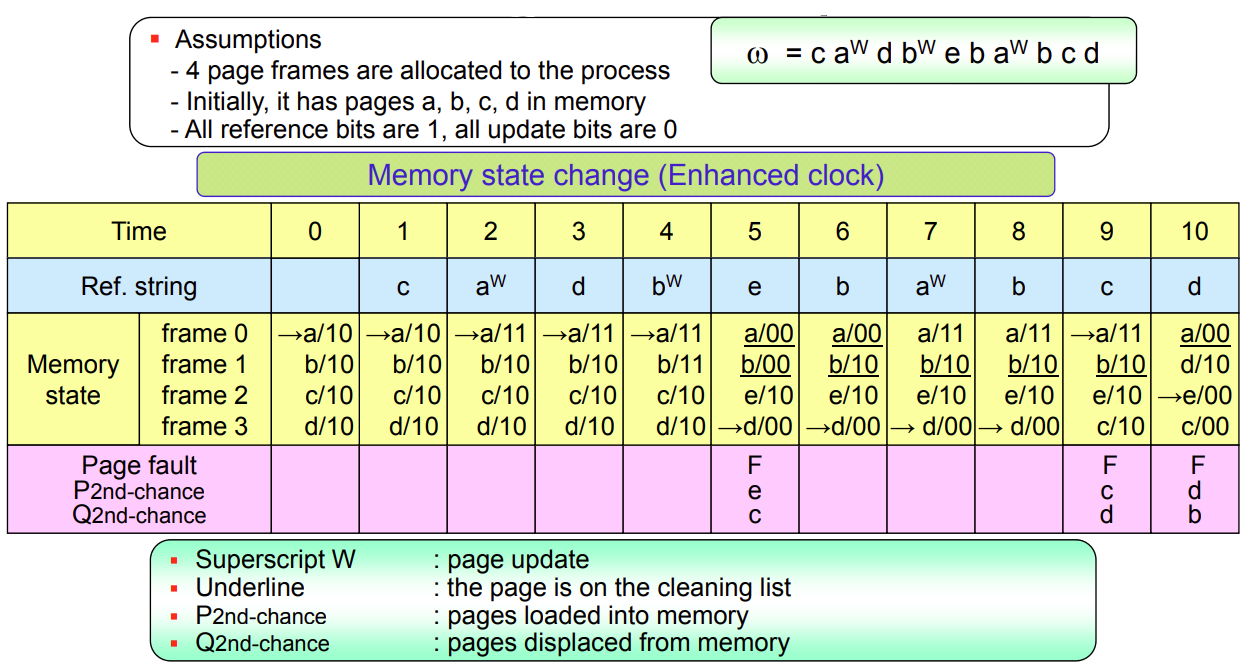 ▪ Assumptions
- 4 page frames are allocated to the process
- Initially, it has pages a, b, c, d in memory
- All reference bits are 1, all update bits are 0
ω = c aᵂ d bᵂ e b aᵂ b c d
Memory state change (Enhanced clock)
Time 0 1 2 3 4 5 6 7 8 9 10
Ref. string c aᵂ d bᵂ e b aᵂ b c d
Memory state
frame 0 →a/10 →a/10 →a/11 →a/11 →a/11 a/00 a/00 a/11 a/11 →a/11 a/00
frame 1 b/10 b/10 b/10 b/10 b/11 b/00 b/10 b/10 b/10 b/10 d/10
frame 2 c/10 c/10 c/10 c/10 c/10 e/10 e/10 e/10 e/10 e/10 →e/00
frame 3 d/10 d/10 d/10 d/10 d/10 →d/00 →d/00 → d/00 → d/00 c/10 c/00
Page fault F F F
P2nd-chance e c d
Q2nd-chance c d b
▪ Superscript W : page update
▪ Underline : the page is on the cleaning list
▪ P2nd-chance : pages loaded into memory
▪ Q2nd-chance : pages displaced from memory